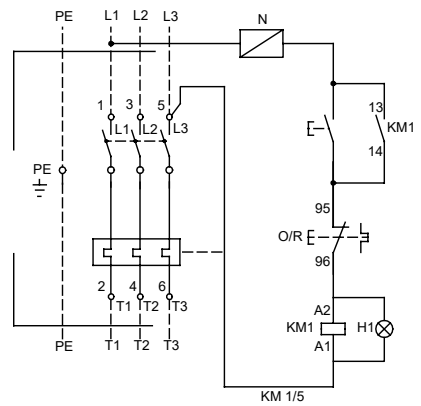 PE L1 L2 L3 N
1 3 5
L1 L2 L3
13
KM1
14
PE
95
O/R
96
2 4 6
T1 T2 T3
A2
KM1 H1
A1
PE T1 T2 T3
KM 1/5